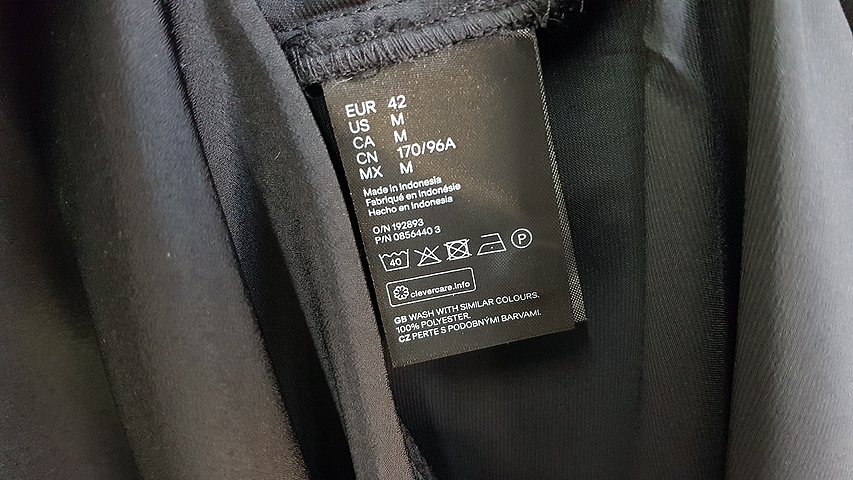 EUR 42
US M
CA M
CN 170/96A
MX M
Made in Indonesia
Fabriqué en Indonésie
Hecho en Indonesia
O/N 192893
P/N 0856440 3
40 P
clevercare.info
GB WASH WITH SIMILAR COLOURS.
100% POLYESTER.
CZ PERTE S PODOBNÝMI BARVAMI.